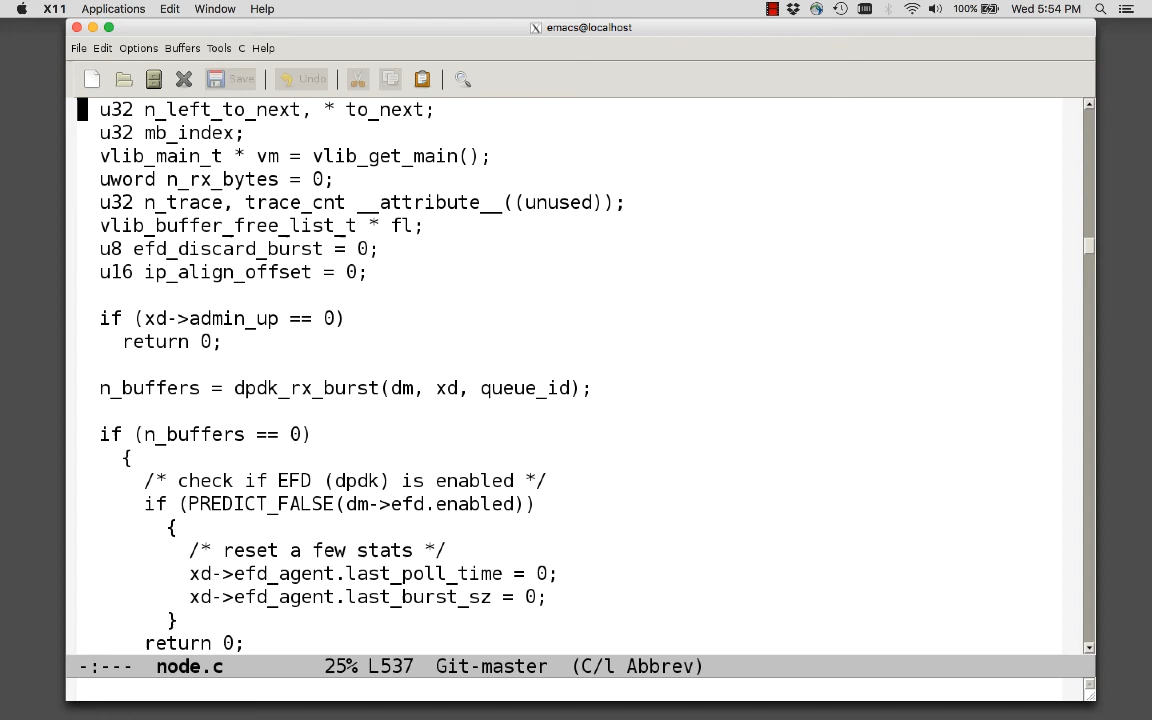 X11 Applications Edit Window Help 100% Wed 5:54 PM
emacs@localhost
File Edit Options Buffers Tools C Help
Save Undo
u32 n_left_to_next, * to_next;
u32 mb_index;
vlib_main_t * vm = vlib_get_main();
uword n_rx_bytes = 0;
u32 n_trace, trace_cnt __attribute__((unused));
vlib_buffer_free_list_t * fl;
u8 efd_discard_burst = 0;
u16 ip_align_offset = 0;
if (xd->admin_up == 0)
return 0;
n_buffers = dpdk_rx_burst(dm, xd, queue_id);
if (n_buffers == 0)
{
/* check if EFD (dpdk) is enabled */
if (PREDICT_FALSE(dm->efd.enabled))
{
/* reset a few stats */
xd->efd_agent.last_poll_time = 0;
xd->efd_agent.last_burst_sz = 0;
}
return 0;
-:--- node.c 25% L537 Git-master (C/l Abbrev)